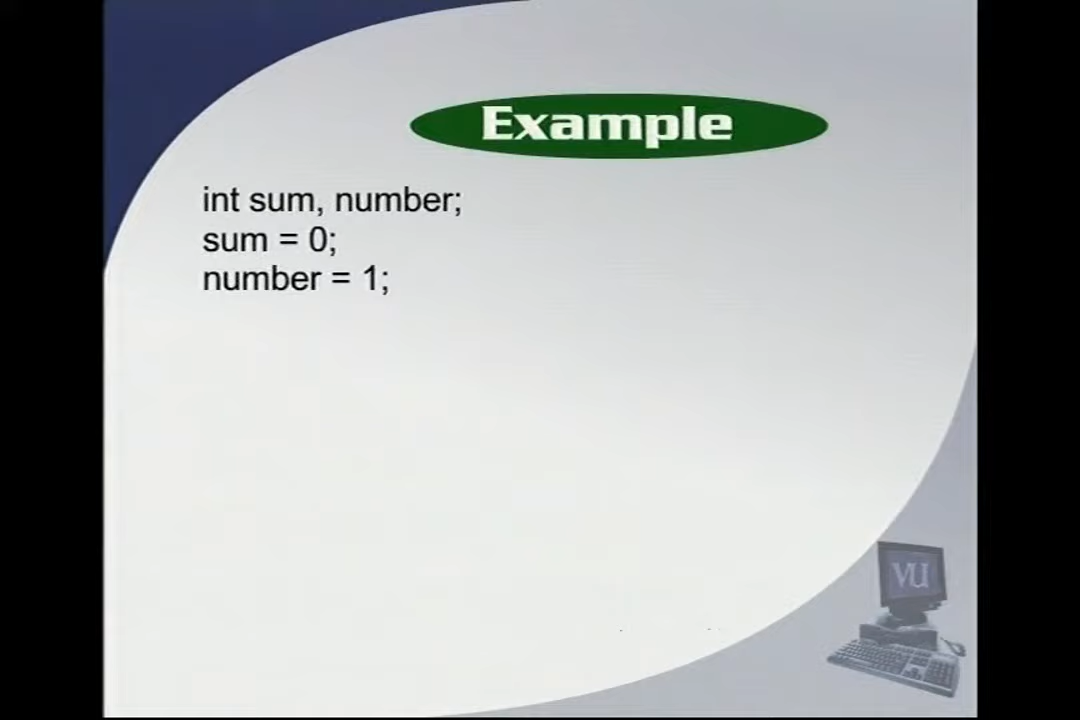 Example
int sum, number;
sum = 0;
number = 1;
VU